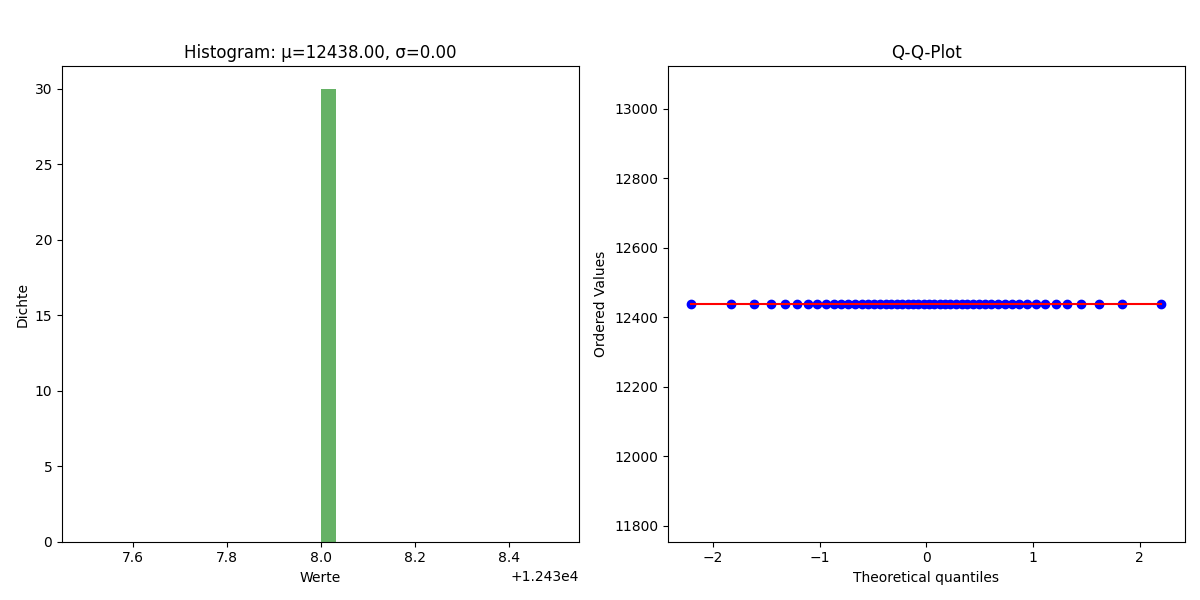 Histogram: μ=12438.00, σ=0.00
Dichte
30
25
20
15
10
5
0
7.6 7.8 8.0 8.2 8.4
Werte
+1.243e4
Q-Q-Plot
Ordered Values
13000
12800
12600
12400
12200
12000
11800
−2 −1 0 1 2
Theoretical quantiles